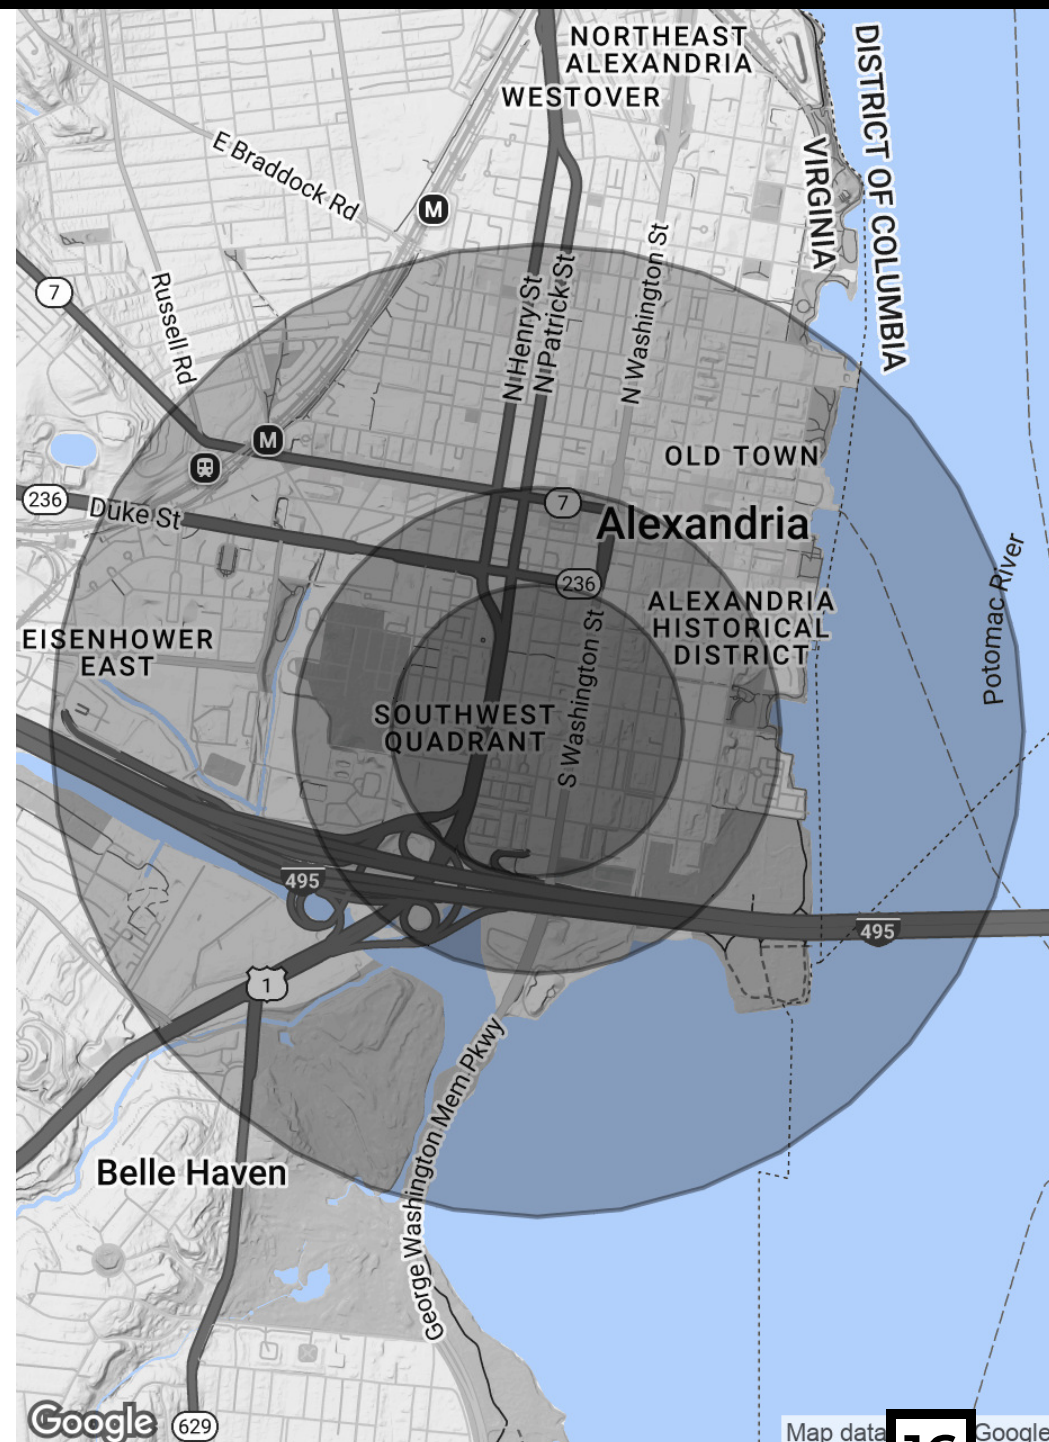 NORTHEAST
ALEXANDRIA
WESTOVER
DISTRICT OF COLUMBIA
VIRGINIA
E Braddock Rd
M
7
Russell Rd
N Henry St
N Patrick St
N Washington St
M
OLD TOWN
236
Duke St
7
Alexandria
236
ALEXANDRIA
HISTORICAL
DISTRICT
Potomac River
EISENHOWER
EAST
S Washington St
SOUTHWEST
QUADRANT
495
495
1
George Washington Mem Pkwy
Belle Haven
Google
629
Map data
Google